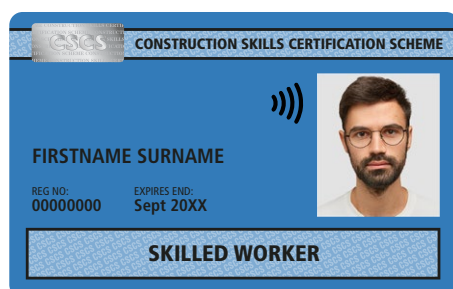 CSCS
CONSTRUCTION SKILLS CERTIFICATION SCHEME
FIRSTNAME SURNAME
REG NO: EXPIRES END:
00000000 Sept 20XX
SKILLED WORKER